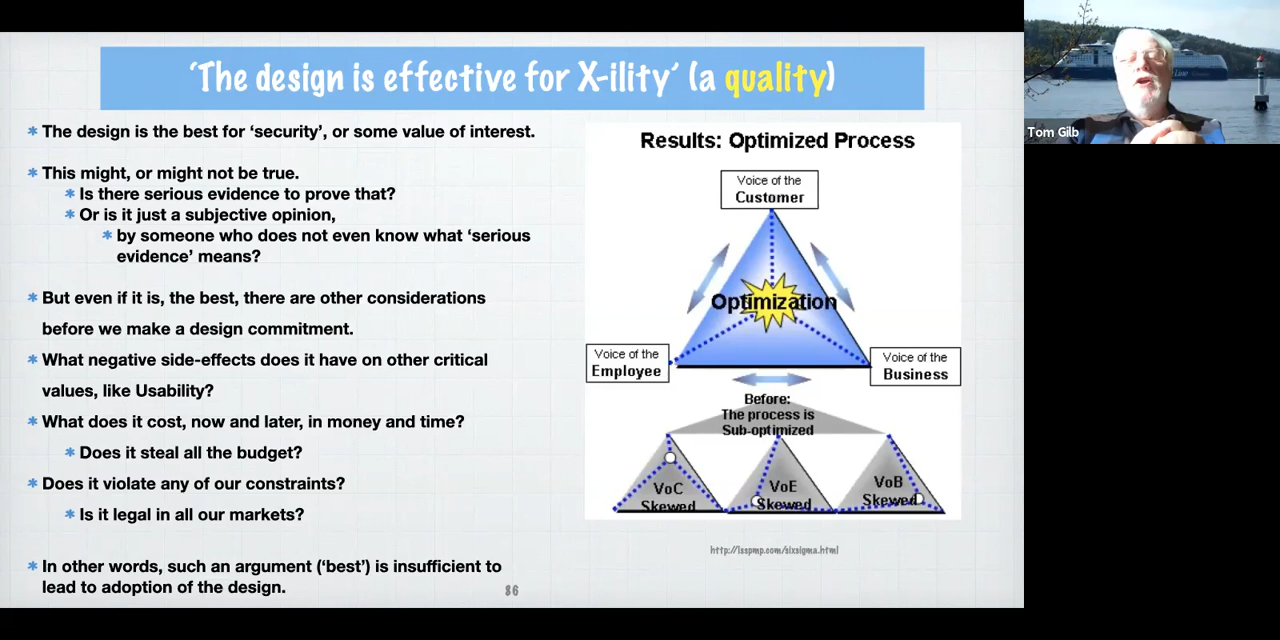 ‘The design is effective for X-ility’ (a quality)
* The design is the best for ‘security’, or some value of interest.
* This might, or might not be true.
* Is there serious evidence to prove that?
* Or is it just a subjective opinion,
* by someone who does not even know what ‘serious
evidence’ means?
* But even if it is, the best, there are other considerations
before we make a design commitment.
* What negative side-effects does it have on other critical
values, like Usability?
* What does it cost, now and later, in money and time?
* Does it steal all the budget?
* Does it violate any of our constraints?
* Is it legal in all our markets?
* In other words, such an argument (‘best’) is insufficient to
lead to adoption of the design.
86
Results: Optimized Process
Voice of the
Customer
Optimization
Voice of the
Employee
Voice of the
Business
Before:
The process is
Sub-optimized
VoC
Skewed
VoE
Skewed
VoB
Skewed
http://lsspmp.com/sixsigma.html
Line
Tom Gilb